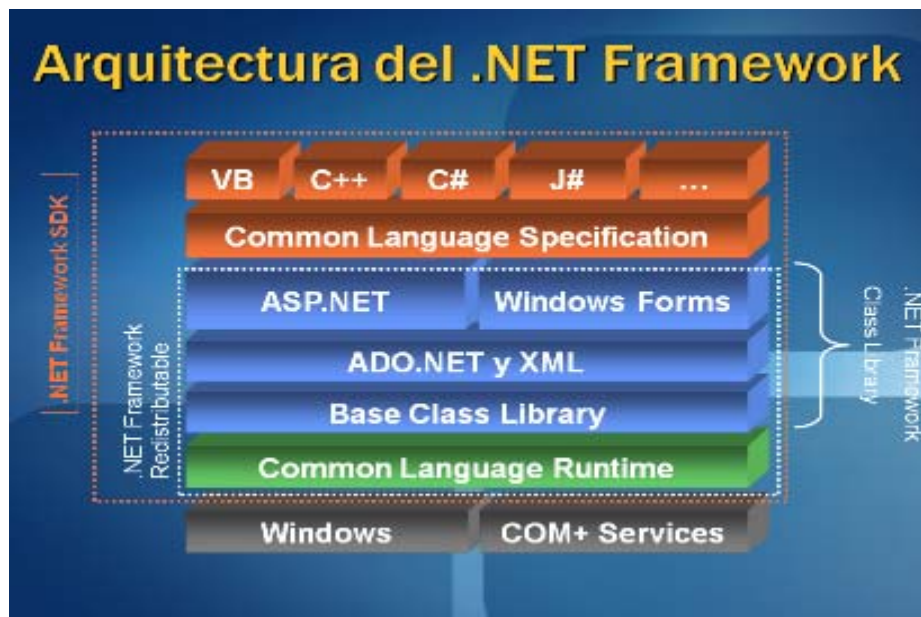 Arquitectura del .NET Framework
VB
C++
C#
J#
...
Common Language Specification
ASP.NET
Windows Forms
ADO.NET y XML
Base Class Library
Common Language Runtime
Windows
COM+ Services
.NET Framework SDK
.NET Framework
Redistributable
.NET Framework
Class Library